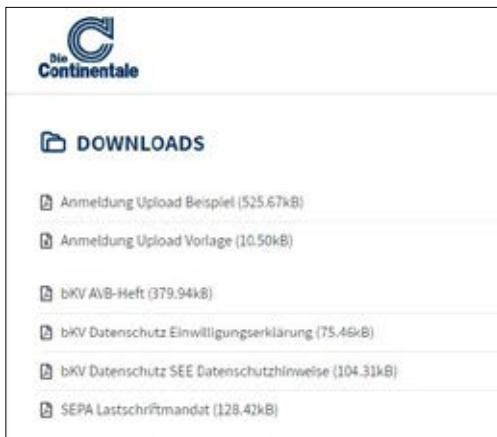 Die
Continentale
DOWNLOADS
Anmeldung Upload Beispiel (525.67kB)
Anmeldung Upload Vorlage (10.50kB)
bKV AVB-Heft (379.94kB)
bKV Datenschutz Einwilligungserklärung (75.46kB)
bKV Datenschutz SEE Datenschutzhinweise (104.31kB)
SEPA Lastschriftmandat (128.42kB)